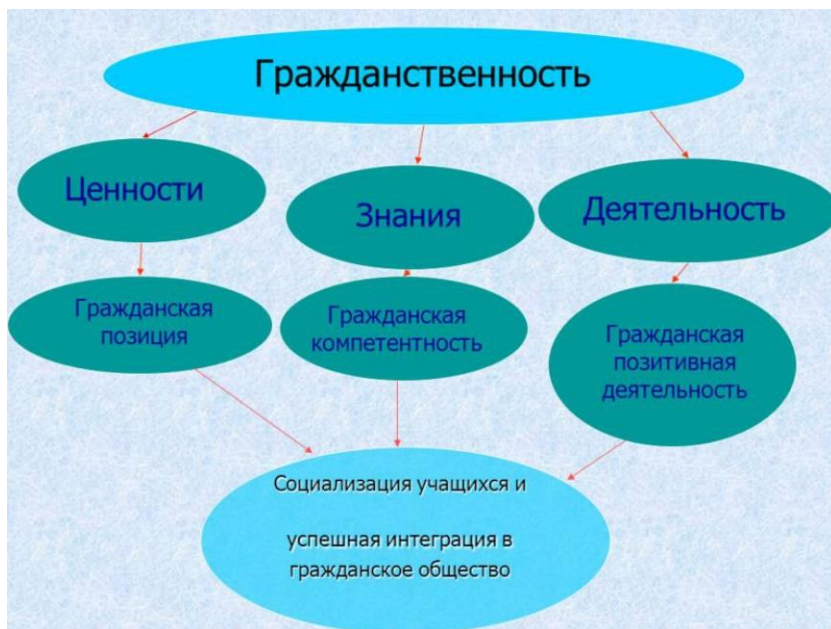 Гражданственность
Ценности
Знания
Деятельность
Гражданская
позиция
Гражданская
компетентность
Гражданская
позитивная
деятельность
Социализация учащихся и
успешная интеграция в
гражданское общество